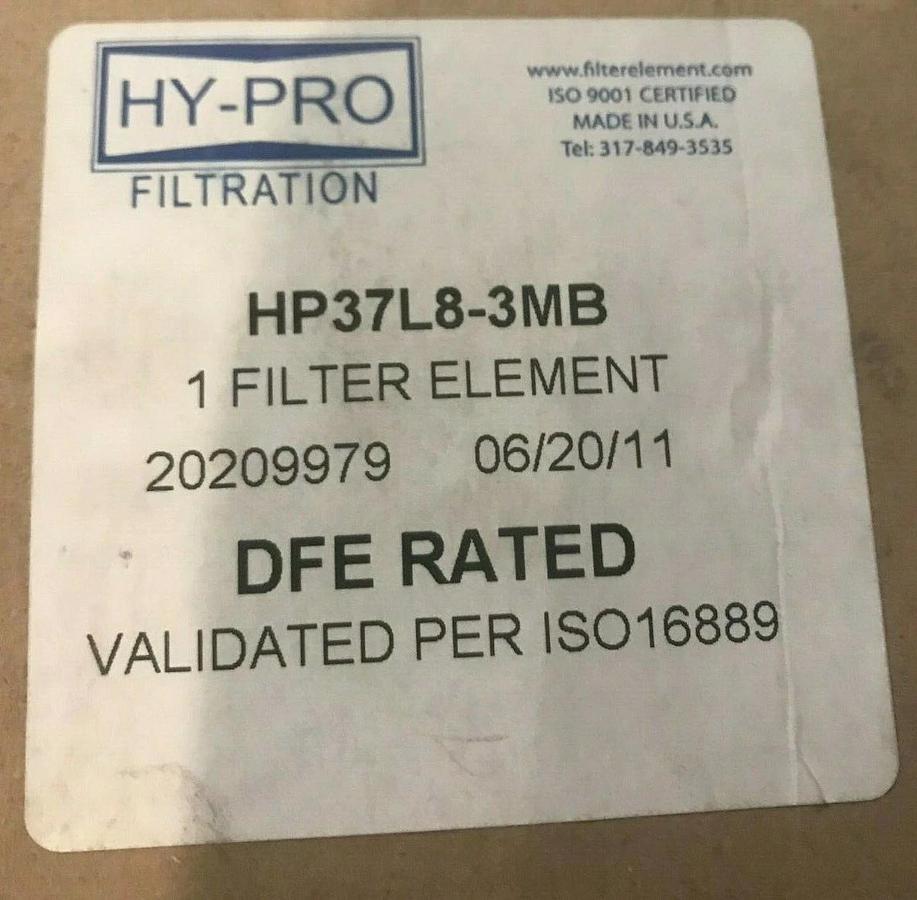 HY-PRO
FILTRATION
www.filterelement.com
ISO 9001 CERTIFIED
MADE IN U.S.A.
Tel: 317-849-3535
HP37L8-3MB
1 FILTER ELEMENT
20209979 06/20/11
DFE RATED
VALIDATED PER ISO16889